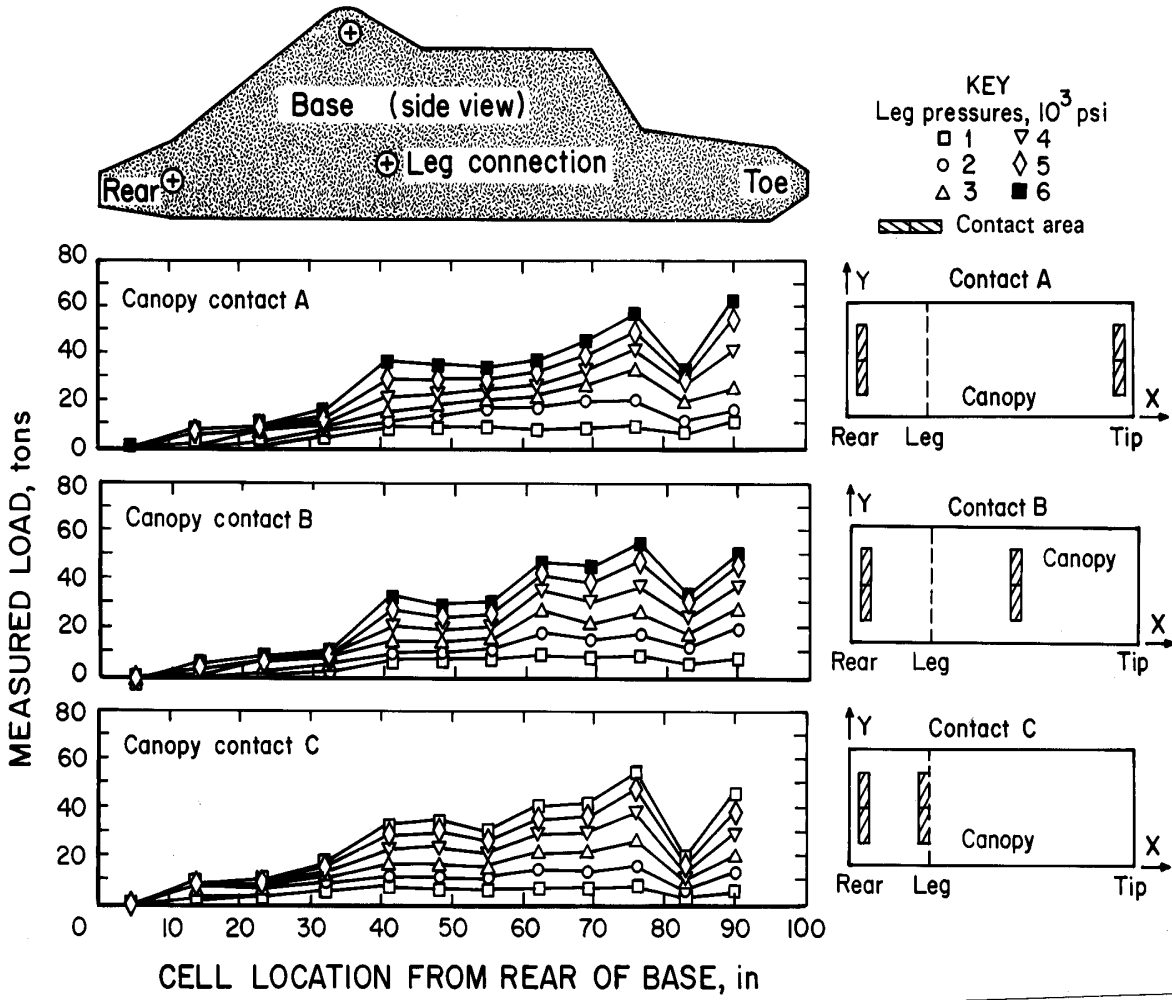 Base (side view)
Leg connection
Rear
Toe
KEY
Leg pressures, 10³ psi
1 4
2 5
3 6
Contact area
MEASURED LOAD, tons
80
60
40
20
0
Canopy contact A
Contact A
Y
Canopy
X
Rear Leg Tip
80
60
40
20
0
Canopy contact B
Contact B
Y
Canopy
X
Rear Leg Tip
80
60
40
20
Canopy contact C
Contact C
Y
Canopy
X
Rear Leg Tip
0 10 20 30 40 50 60 70 80 90 100
CELL LOCATION FROM REAR OF BASE, in